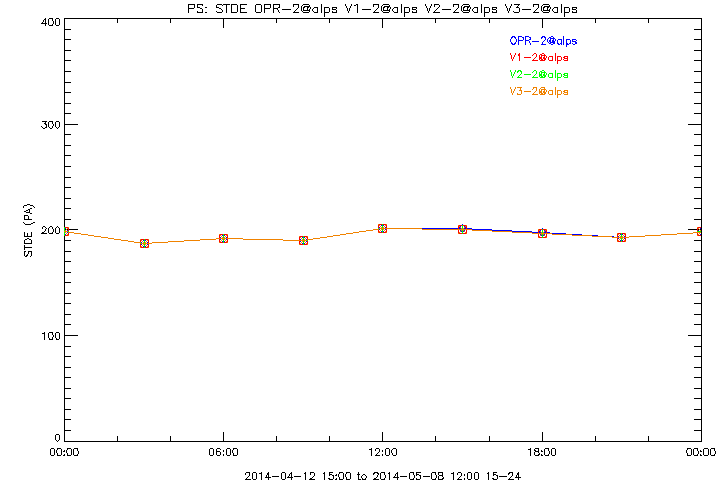 PS: STDE OPR-2@alps V1-2@alps V2-2@alps V3-2@alps
OPR-2@alps
V1-2@alps
V2-2@alps
V3-2@alps
STDE (PA)
400
300
200
100
0
00:00 06:00 12:00 18:00 00:00
2014-04-12 15:00 to 2014-05-08 12:00 15-24